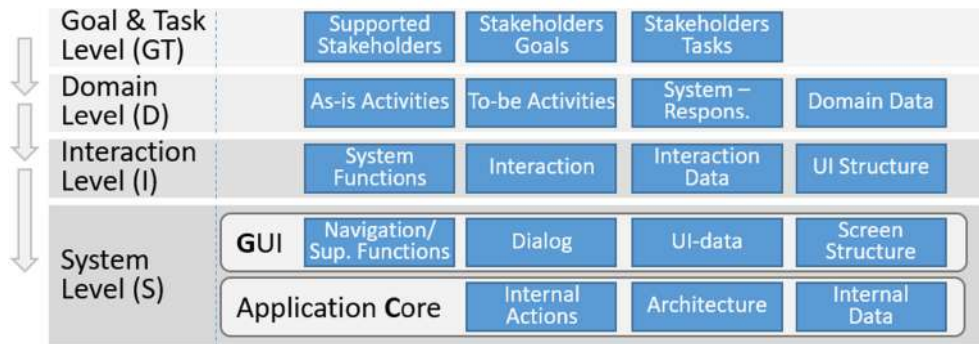 Goal & Task
Level (GT)
Supported
Stakeholders
Stakeholders
Goals
Stakeholders
Tasks
Domain
Level (D)
As-is Activities
To-be Activities
System –
Respons.
Domain Data
Interaction
Level (I)
System
Functions
Interaction
Interaction
Data
UI Structure
System
Level (S)
GUI
Navigation/
Sup. Functions
Dialog
UI-data
Screen
Structure
Application Core
Internal
Actions
Architecture
Internal
Data